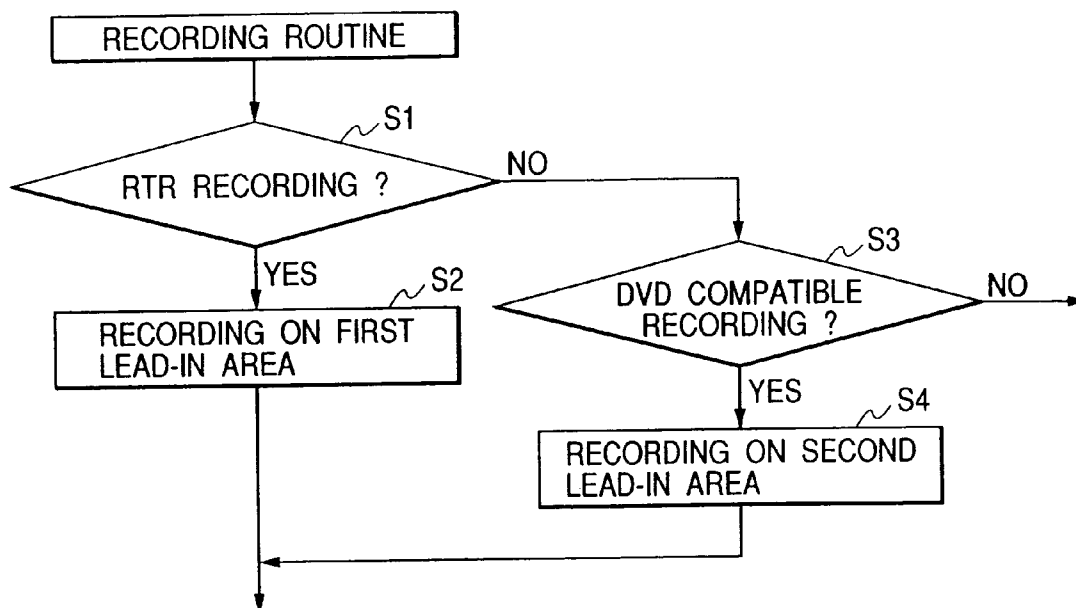 RECORDING ROUTINE
S1
RTR RECORDING ?
NO
YES
S2
RECORDING ON FIRST
LEAD-IN AREA
S3
DVD COMPATIBLE
RECORDING ?
NO
YES
S4
RECORDING ON SECOND
LEAD-IN AREA